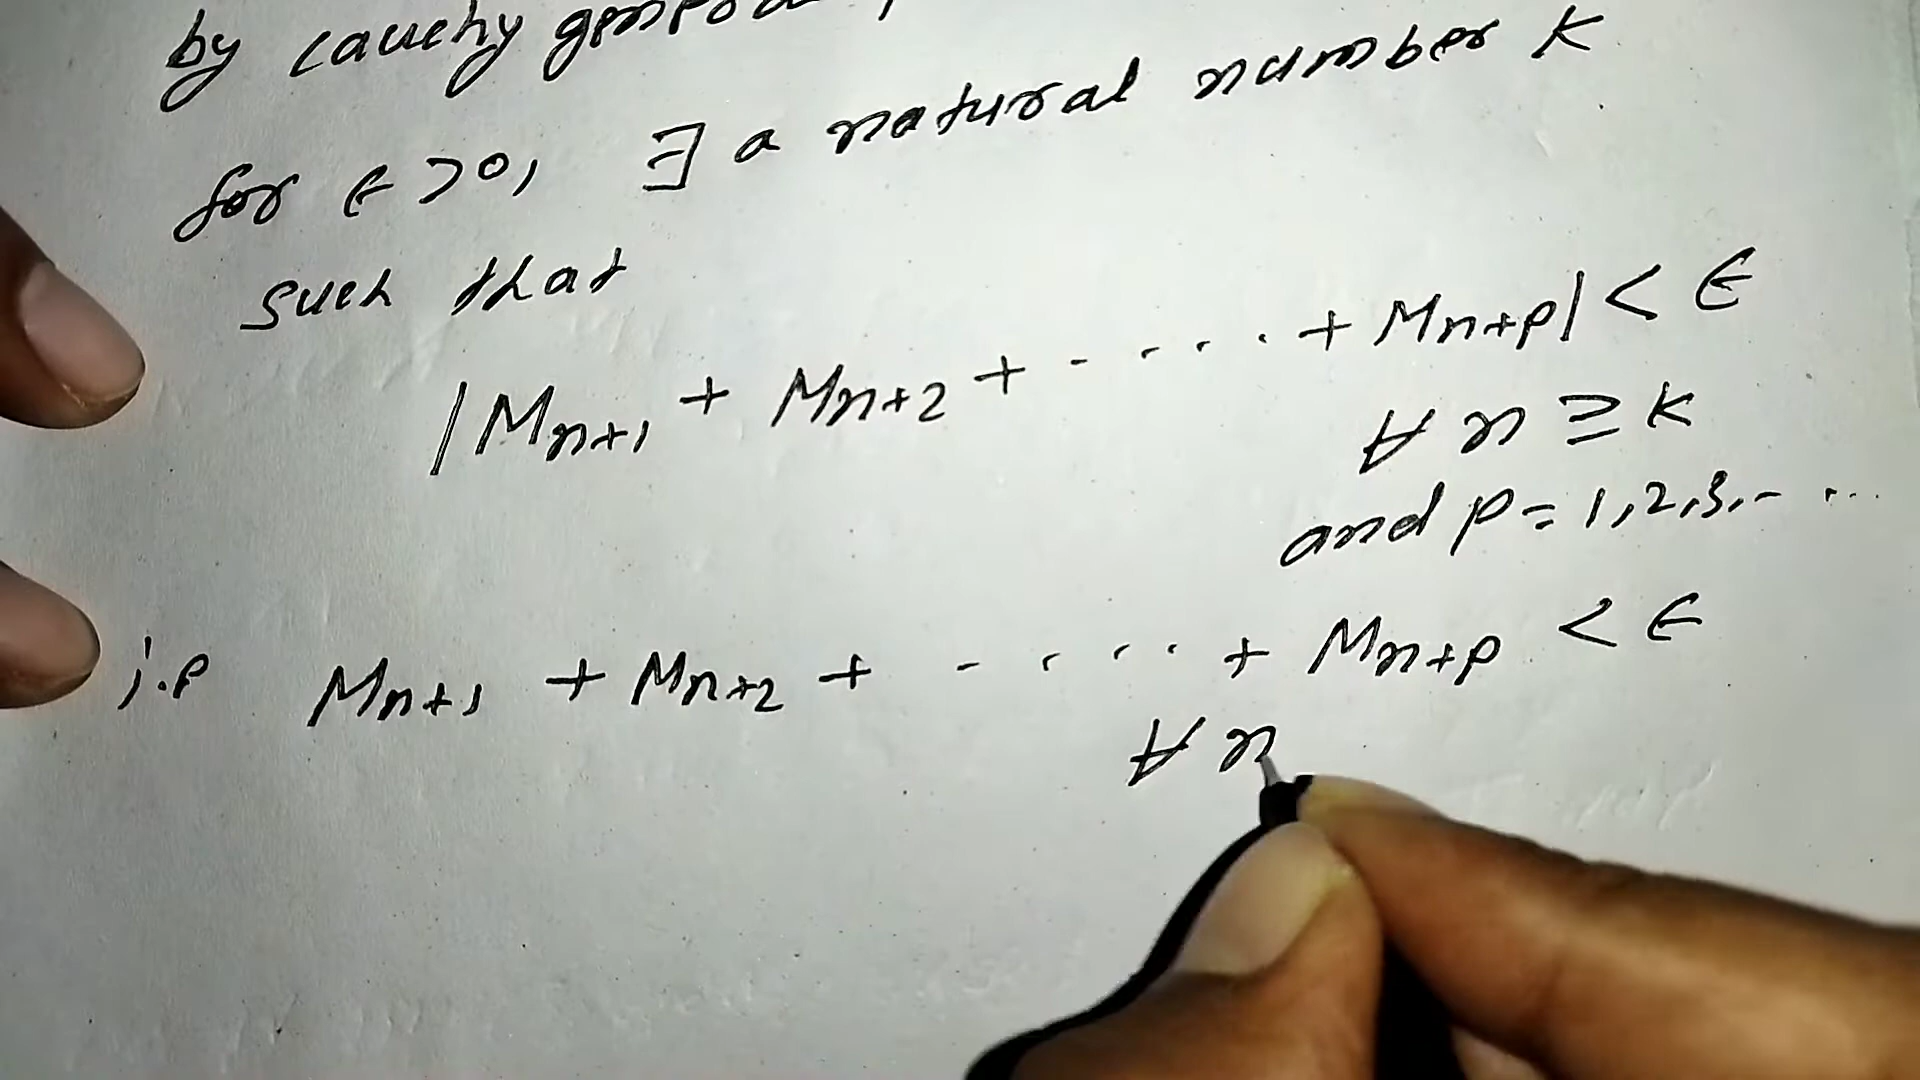 by cauchy
for ϵ >0, ∃ a natural number K
such that
|Mn+1 + Mn+2 + - - - . . + Mn+p| < ϵ
∀ n ≥ K
and p = 1,2,3,- ...
i.e Mn+1 + Mn+2 + - - - . . + Mn+p < ϵ
∀ n